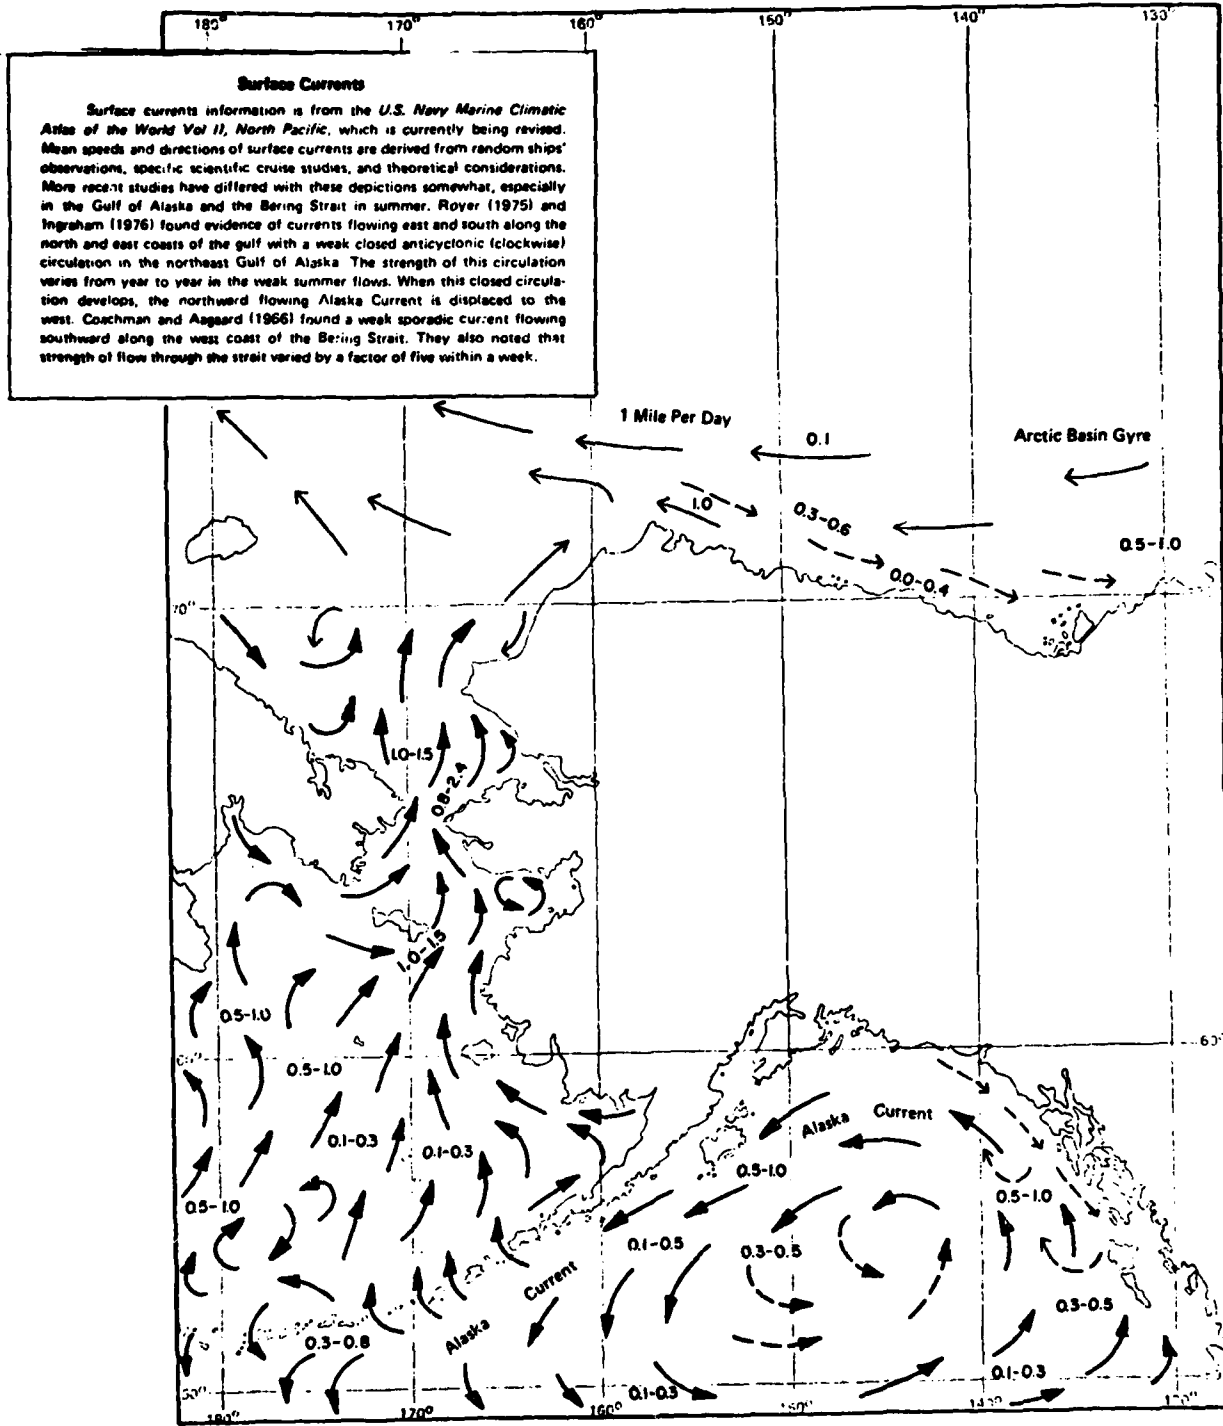 180° 170° 160° 150° 140° 130°
Surface Currents
Surface currents information is from the U.S. Navy Marine Climatic
Atlas of the World Vol II, North Pacific, which is currently being revised.
Mean speeds and directions of surface currents are derived from random ships'
observations, specific scientific cruise studies, and theoretical considerations.
More recent studies have differed with these depictions somewhat, especially
in the Gulf of Alaska and the Bering Strait in summer. Royer (1975) and
Ingraham (1976) found evidence of currents flowing east and south along the
north and east coasts of the gulf with a weak closed anticyclonic (clockwise)
circulation in the northeast Gulf of Alaska The strength of this circulation
varies from year to year in the weak summer flows. When this closed circula-
tion develops, the northward flowing Alaska Current is displaced to the
west. Coachman and Aagaard (1966) found a weak sporadic current flowing
southward along the west coast of the Bering Strait. They also noted that
strength of flow through the strait varied by a factor of five within a week.
1 Mile Per Day
0.1
Arctic Basin Gyre
1.0
0.3-0.6
0.5-1.0
0.0-0.4
70°
1.0-1.5
0.8-2.4
1.0-1.5
0.5-1.0
60°
0.5-1.0
Alaska Current
0.1-0.3
0.1-0.3
0.5-1.0
0.5-1.0
0.5-1.0
0.1-0.5
0.3-0.5
Alaska Current
0.3-0.5
0.3-0.8
0.1-0.3
0.1-0.3
50°
180° 170° 160° 150° 140° 130°